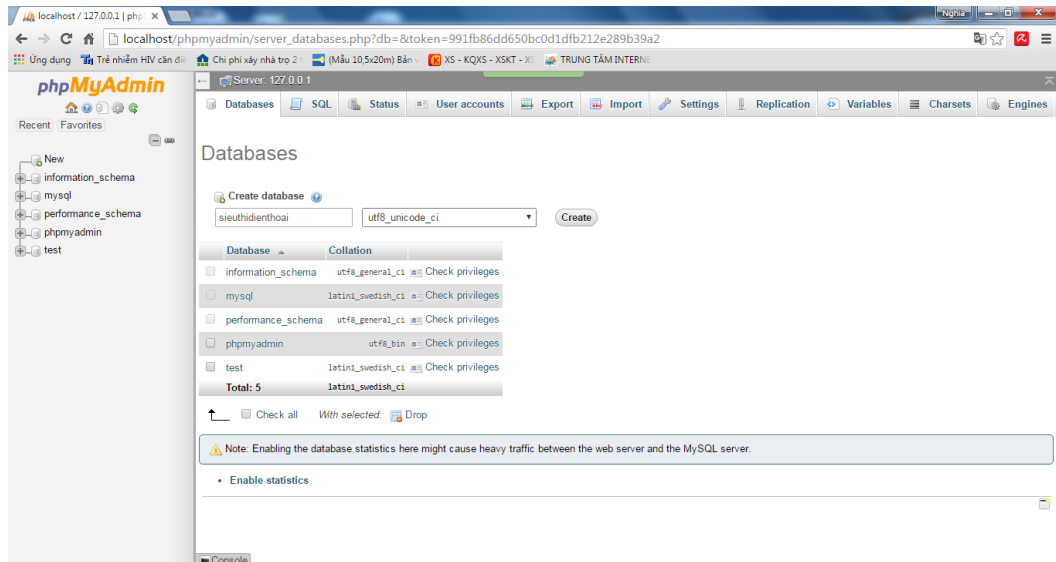 localhost / 127.0.0.1 | php
Nghia
localhost/phpmyadmin/server_databases.php?db=&token=991fb86dd650bc0d1dfb212e289b39a2
Ứng dụng Trẻ nhiễm HIV cần đi Chi phí xây nhà trọ 2 (Mẫu 10,5x20m) Bản XS - KQXS - XSKT - XS TRUNG TÂM INTERNE
phpMyAdmin
Recent Favorites
New
information_schema
mysql
performance_schema
phpmyadmin
test
Server: 127.0.0.1
Databases SQL Status User accounts Export Import Settings Replication Variables Charsets Engines
Databases
Create database
sieuthidienthoai utf8_unicode_ci Create
Database Collation
information_schema utf8_general_ci Check privileges
mysql latin1_swedish_ci Check privileges
performance_schema utf8_general_ci Check privileges
phpmyadmin utf8_bin Check privileges
test latin1_swedish_ci Check privileges
Total: 5 latin1_swedish_ci
Check all With selected: Drop
Note: Enabling the database statistics here might cause heavy traffic between the web server and the MySQL server.
• Enable statistics
Console